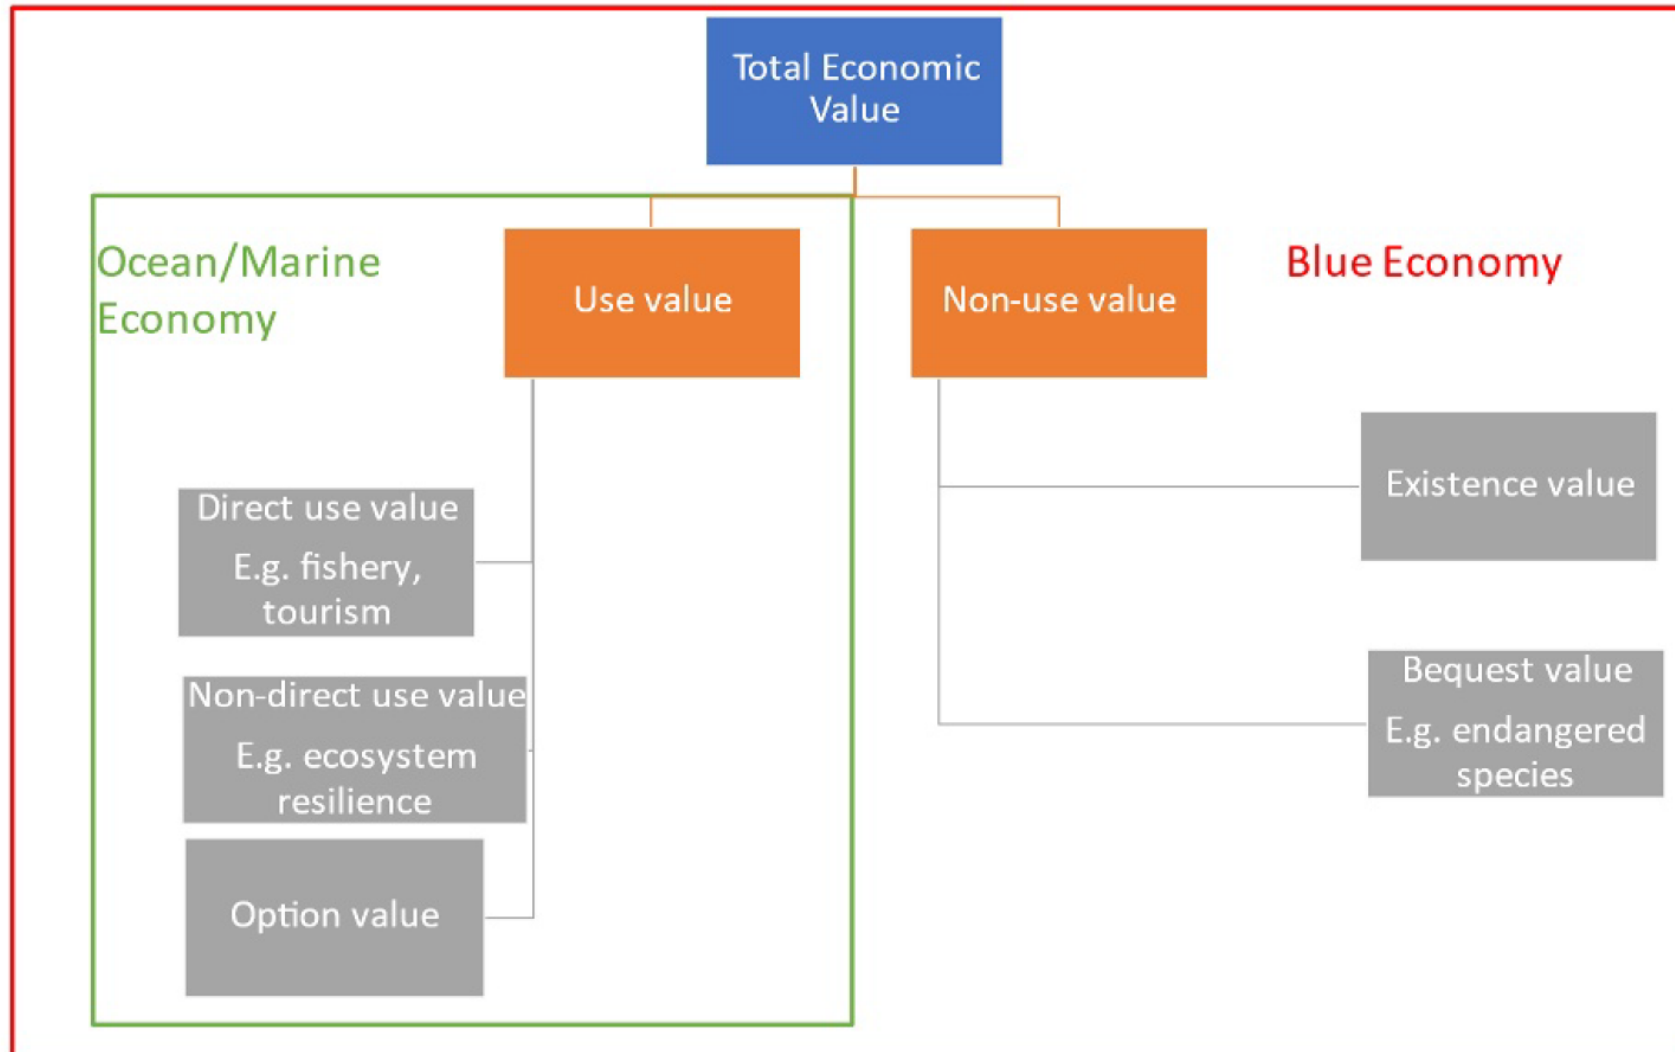 Total Economic
Value
Ocean/Marine
Economy
Use value
Non-use value
Blue Economy
Direct use value
E.g. fishery,
tourism
Non-direct use value
E.g. ecosystem
resilience
Option value
Existence value
Bequest value
E.g. endangered
species